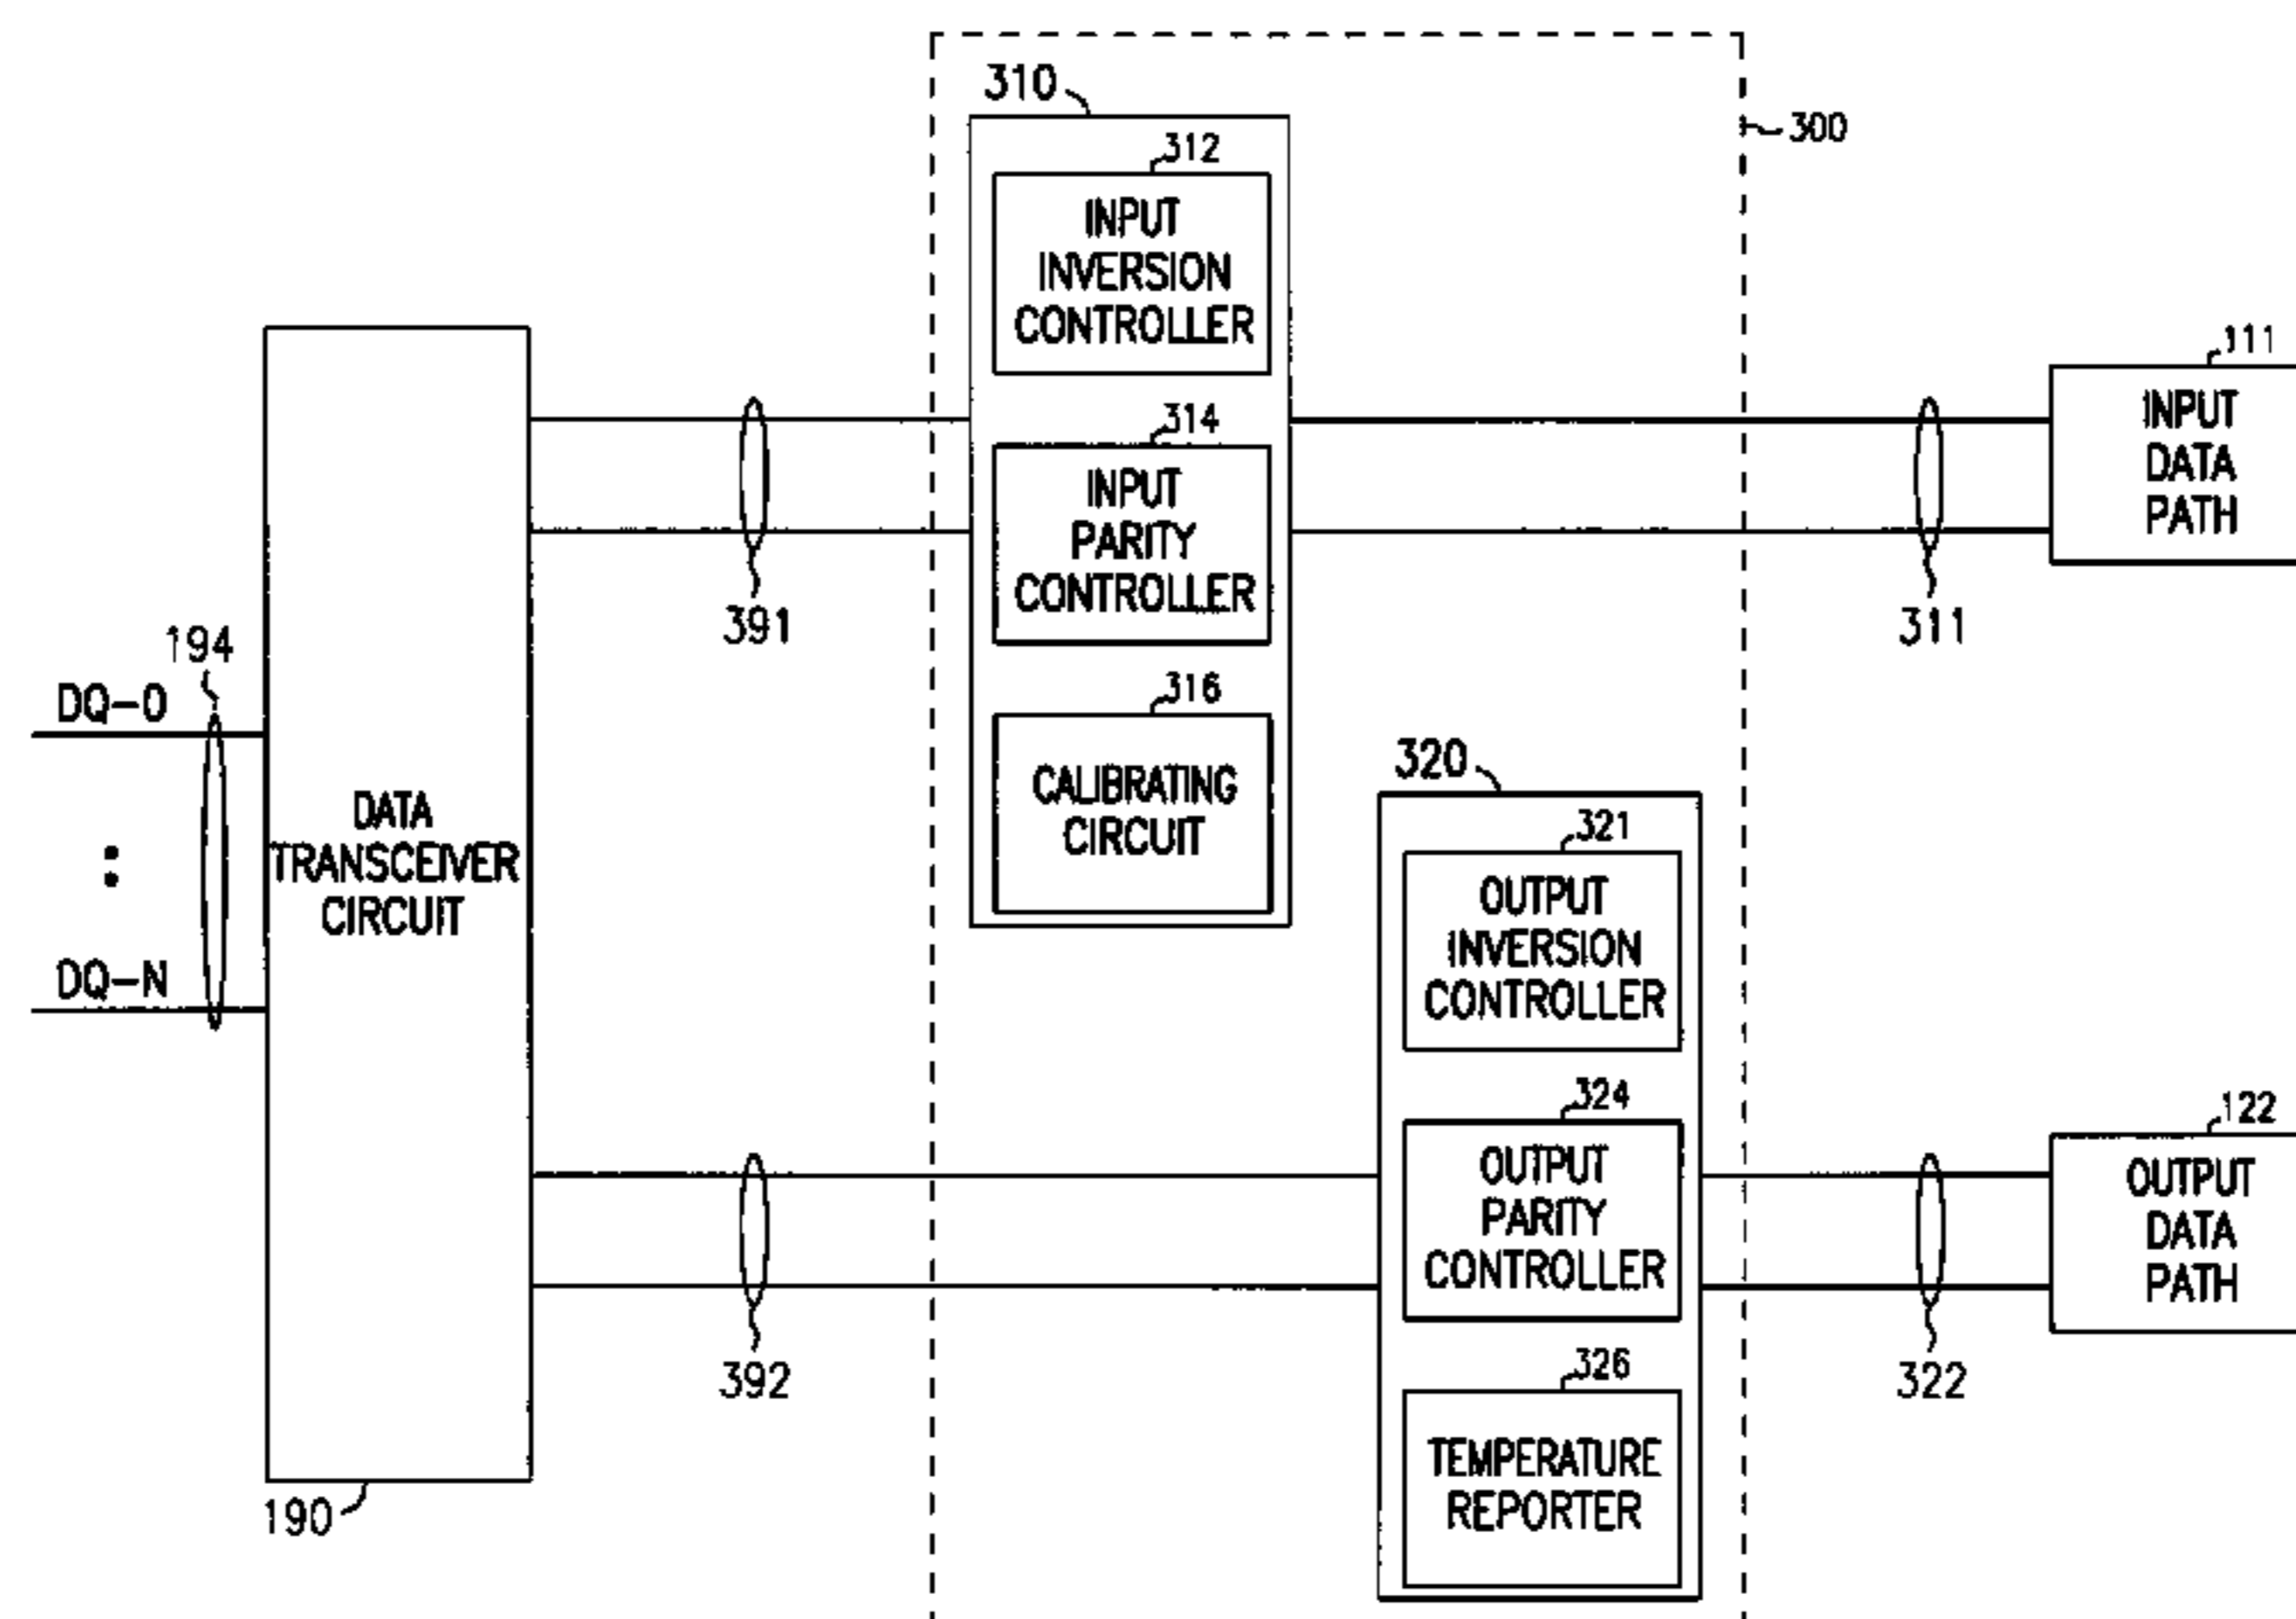 310
300
312
INPUT
INVERSION
CONTROLLER
111
INPUT
DATA
PATH
314
INPUT
PARITY
CONTROLLER
391
311
194
DQ-0
316
CALIBRATING
CIRCUIT
320
DATA
TRANSCEIVER
CIRCUIT
321
OUTPUT
INVERSION
CONTROLLER
DQ-N
324
OUTPUT
PARITY
CONTROLLER
122
OUTPUT
DATA
PATH
392
322
326
TEMPERATURE
REPORTER
190